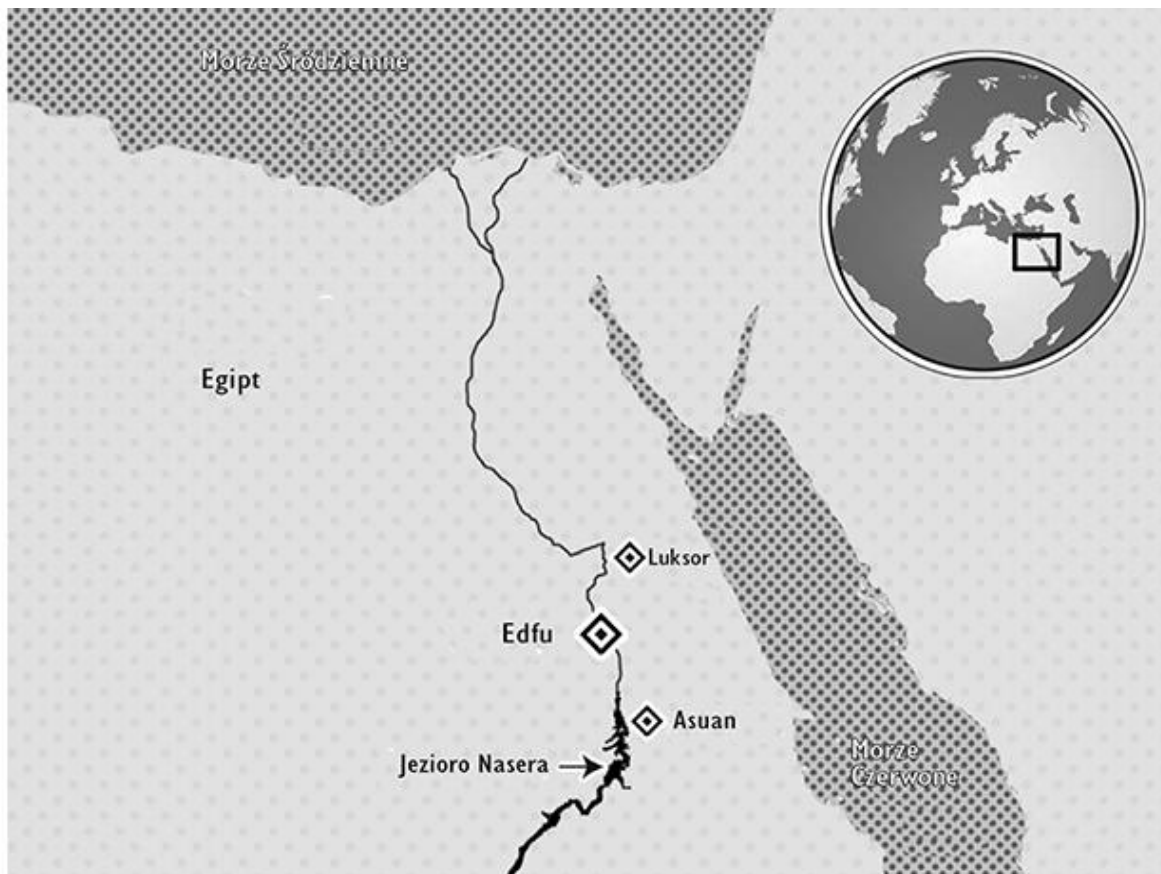 Morze Śródziemne
Egipt
Luksor
Edfu
Asuan
Jezioro Nasera
Morze
Czerwone